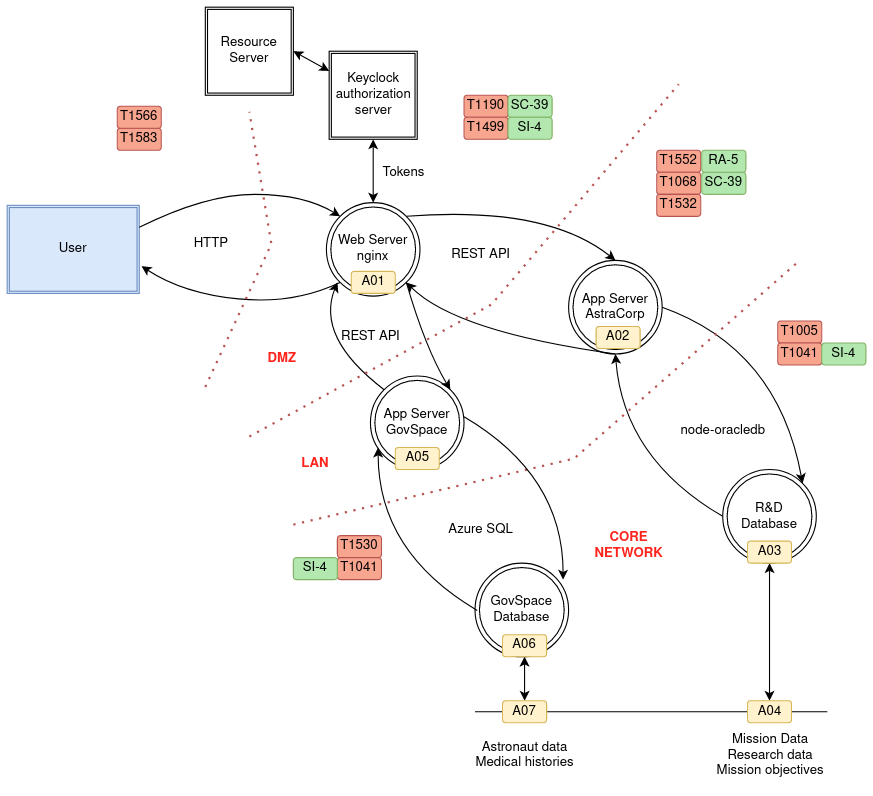 Resource
Server
Keyclock
authorization
server
T1566
T1583
T1190 SC-39
T1499 SI-4
T1552 RA-5
T1068 SC-39
T1532
Tokens
User
HTTP
Web Server
nginx
A01
REST API
App Server
AstraCorp
A02
T1005
T1041 SI-4
REST API
DMZ
App Server
GovSpace
A05
LAN
node-oracledb
R&D
Database
A03
Azure SQL
CORE
NETWORK
T1530
SI-4 T1041
GovSpace
Database
A06
A07
A04
Astronaut data
Medical histories
Mission Data
Research data
Mission objectives